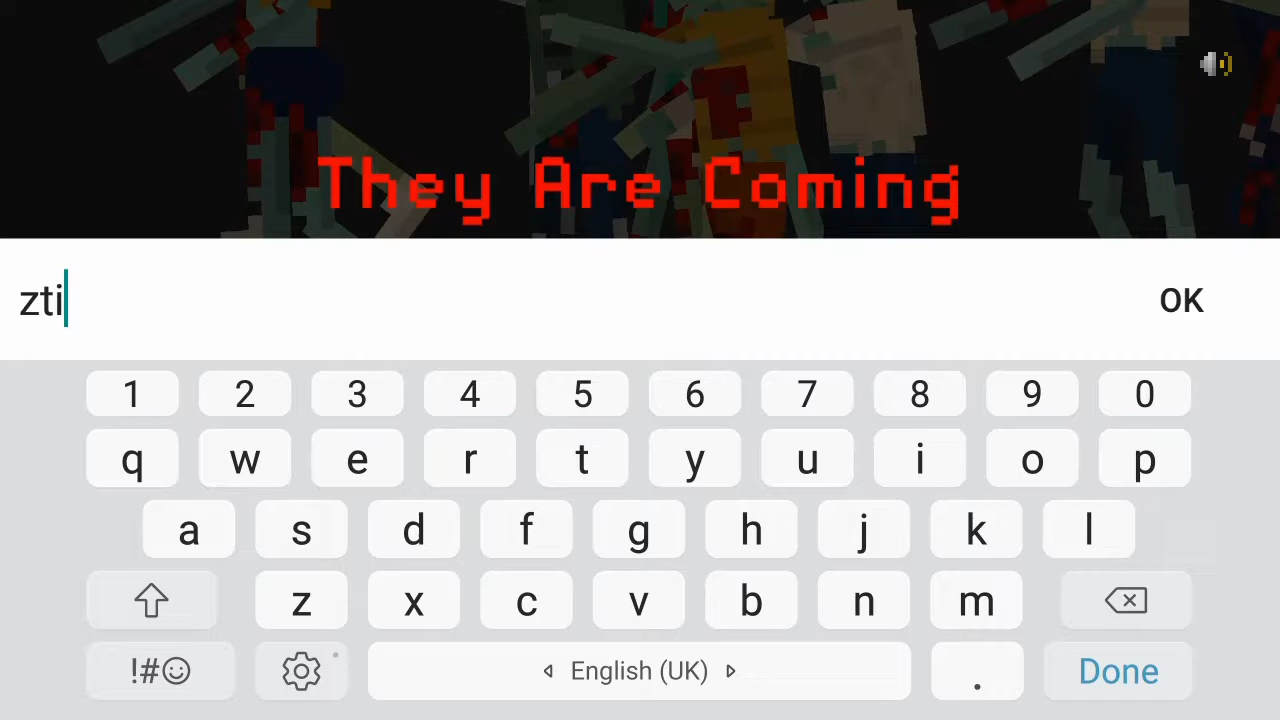 They Are Coming
zti
OK
1 2 3 4 5 6 7 8 9 0
q w e r t y u i o p
a s d f g h j k l
z x c v b n m
!#☺ English (UK) . Done